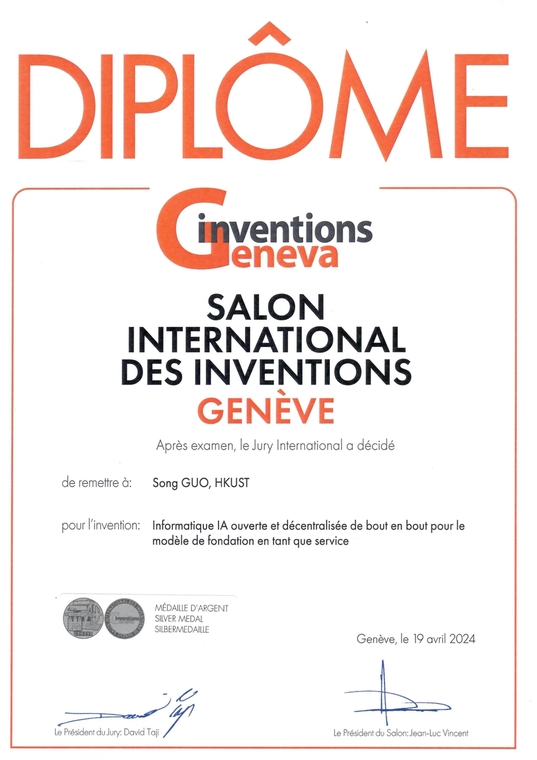 DIPLÔME
inventions
Geneva
SALON
INTERNATIONAL
DES INVENTIONS
GENÈVE
Après examen, le Jury International a décidé
de remettre à: Song GUO, HKUST
pour l'invention: Informatique IA ouverte et décentralisée de bout en bout pour le
modèle de fondation en tant que service
MÉDAILLE D'ARGENT
SILVER MEDAL
SILBERMEDAILLE
Genève, le 19 avril 2024
Le Président du Jury: David Taji
Le Président du Salon: Jean-Luc Vincent